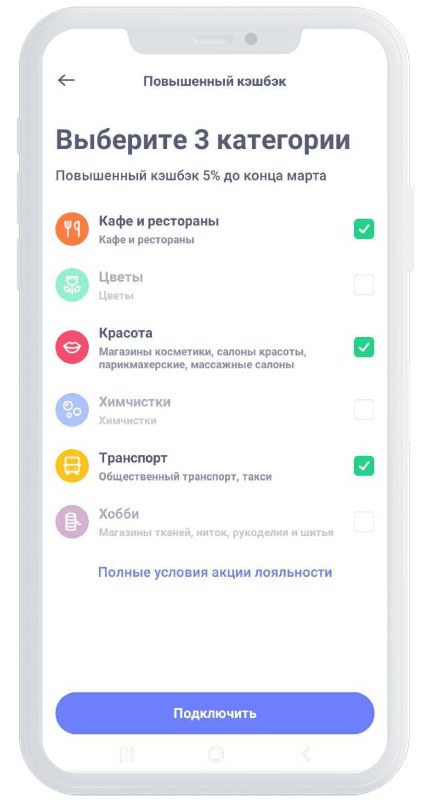 Повышенный кэшбэк
Выберите 3 категории
Повышенный кэшбэк 5% до конца марта
Кафе и рестораны
Кафе и рестораны
Цветы
Цветы
Красота
Магазины косметики, салоны красоты,
парикмахерские, массажные салоны
Химчистки
Химчистки
Транспорт
Общественный транспорт, такси
Хобби
Магазины тканей, ниток, рукоделия и шитья
Полные условия акции лояльности
Подключить